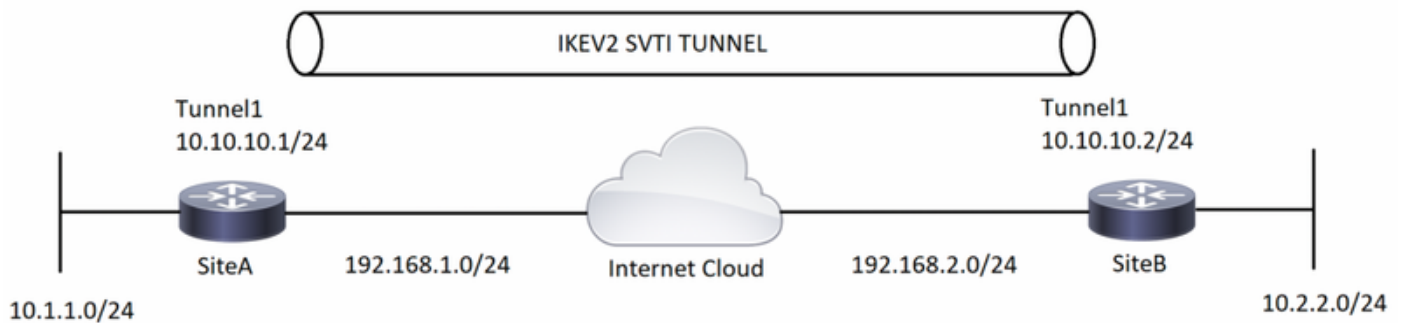 IKEV2 SVTI TUNNEL
Tunnel1
10.10.10.1/24
Tunnel1
10.10.10.2/24
SiteA
192.168.1.0/24
Internet Cloud
192.168.2.0/24
SiteB
10.1.1.0/24
10.2.2.0/24